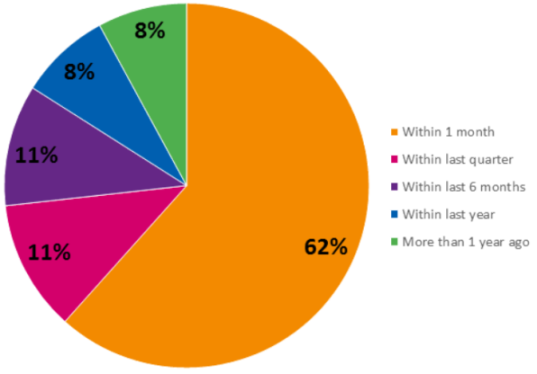 8%
8%
11%
11%
62%
Within 1 month
Within last quarter
Within last 6 months
Within last year
More than 1 year ago